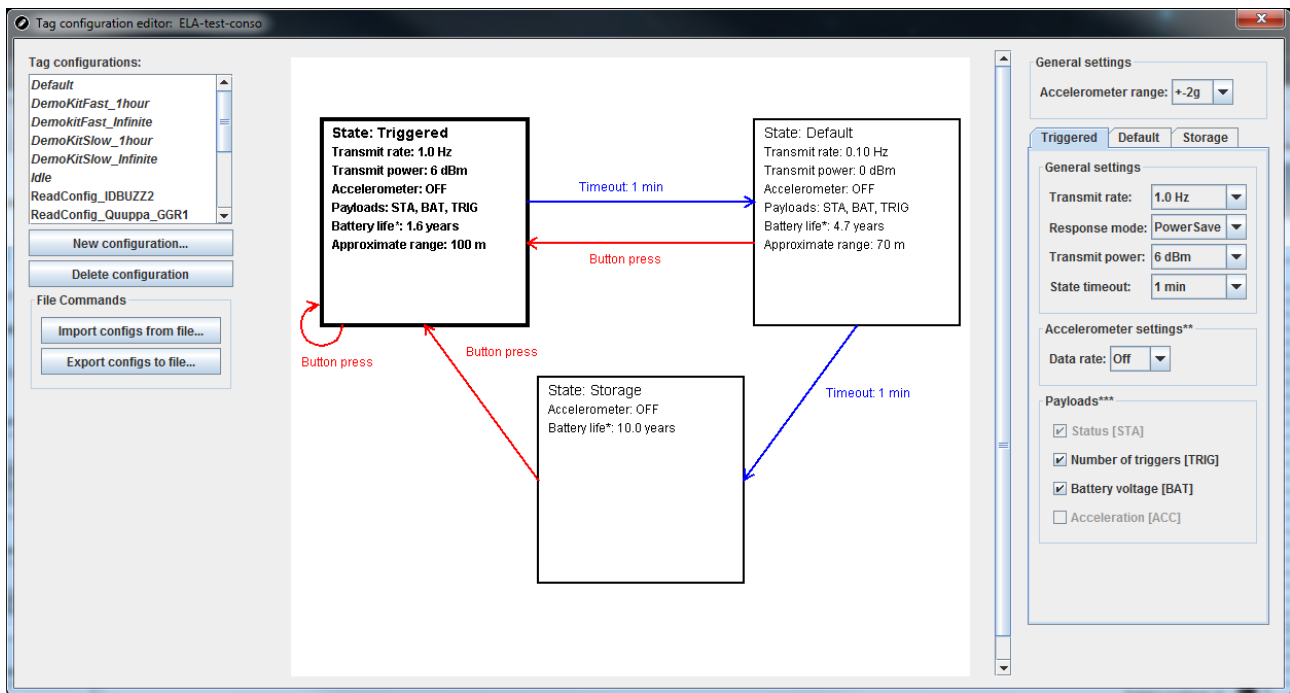 Tag configuration editor: ELA-test-conso
Tag configurations:
Default
DemoKitFast_1hour
DemokitFast_Infinite
DemoKitSlow_1hour
DemoKitSlow_Infinite
Idle
ReadConfig_IDBUZZ2
ReadConfig_Quuppa_GGR1
New configuration...
Delete configuration
File Commands
Import configs from file...
Export configs to file...
State: Triggered
Transmit rate: 1.0 Hz
Transmit power: 6 dBm
Accelerometer: OFF
Payloads: STA, BAT, TRIG
Battery life*: 1.6 years
Approximate range: 100 m
Timeout: 1 min
Button press
State: Default
Transmit rate: 0.10 Hz
Transmit power: 0 dBm
Accelerometer: OFF
Payloads: STA, BAT, TRIG
Battery life*: 4.7 years
Approximate range: 70 m
Button press
Button press
Timeout: 1 min
State: Storage
Accelerometer: OFF
Battery life*: 10.0 years
General settings
Accelerometer range: +-2g
Triggered Default Storage
General settings
Transmit rate: 1.0 Hz
Response mode: PowerSave
Transmit power: 6 dBm
State timeout: 1 min
Accelerometer settings**
Data rate: Off
Payloads***
Status [STA]
Number of triggers [TRIG]
Battery voltage [BAT]
Acceleration [ACC]